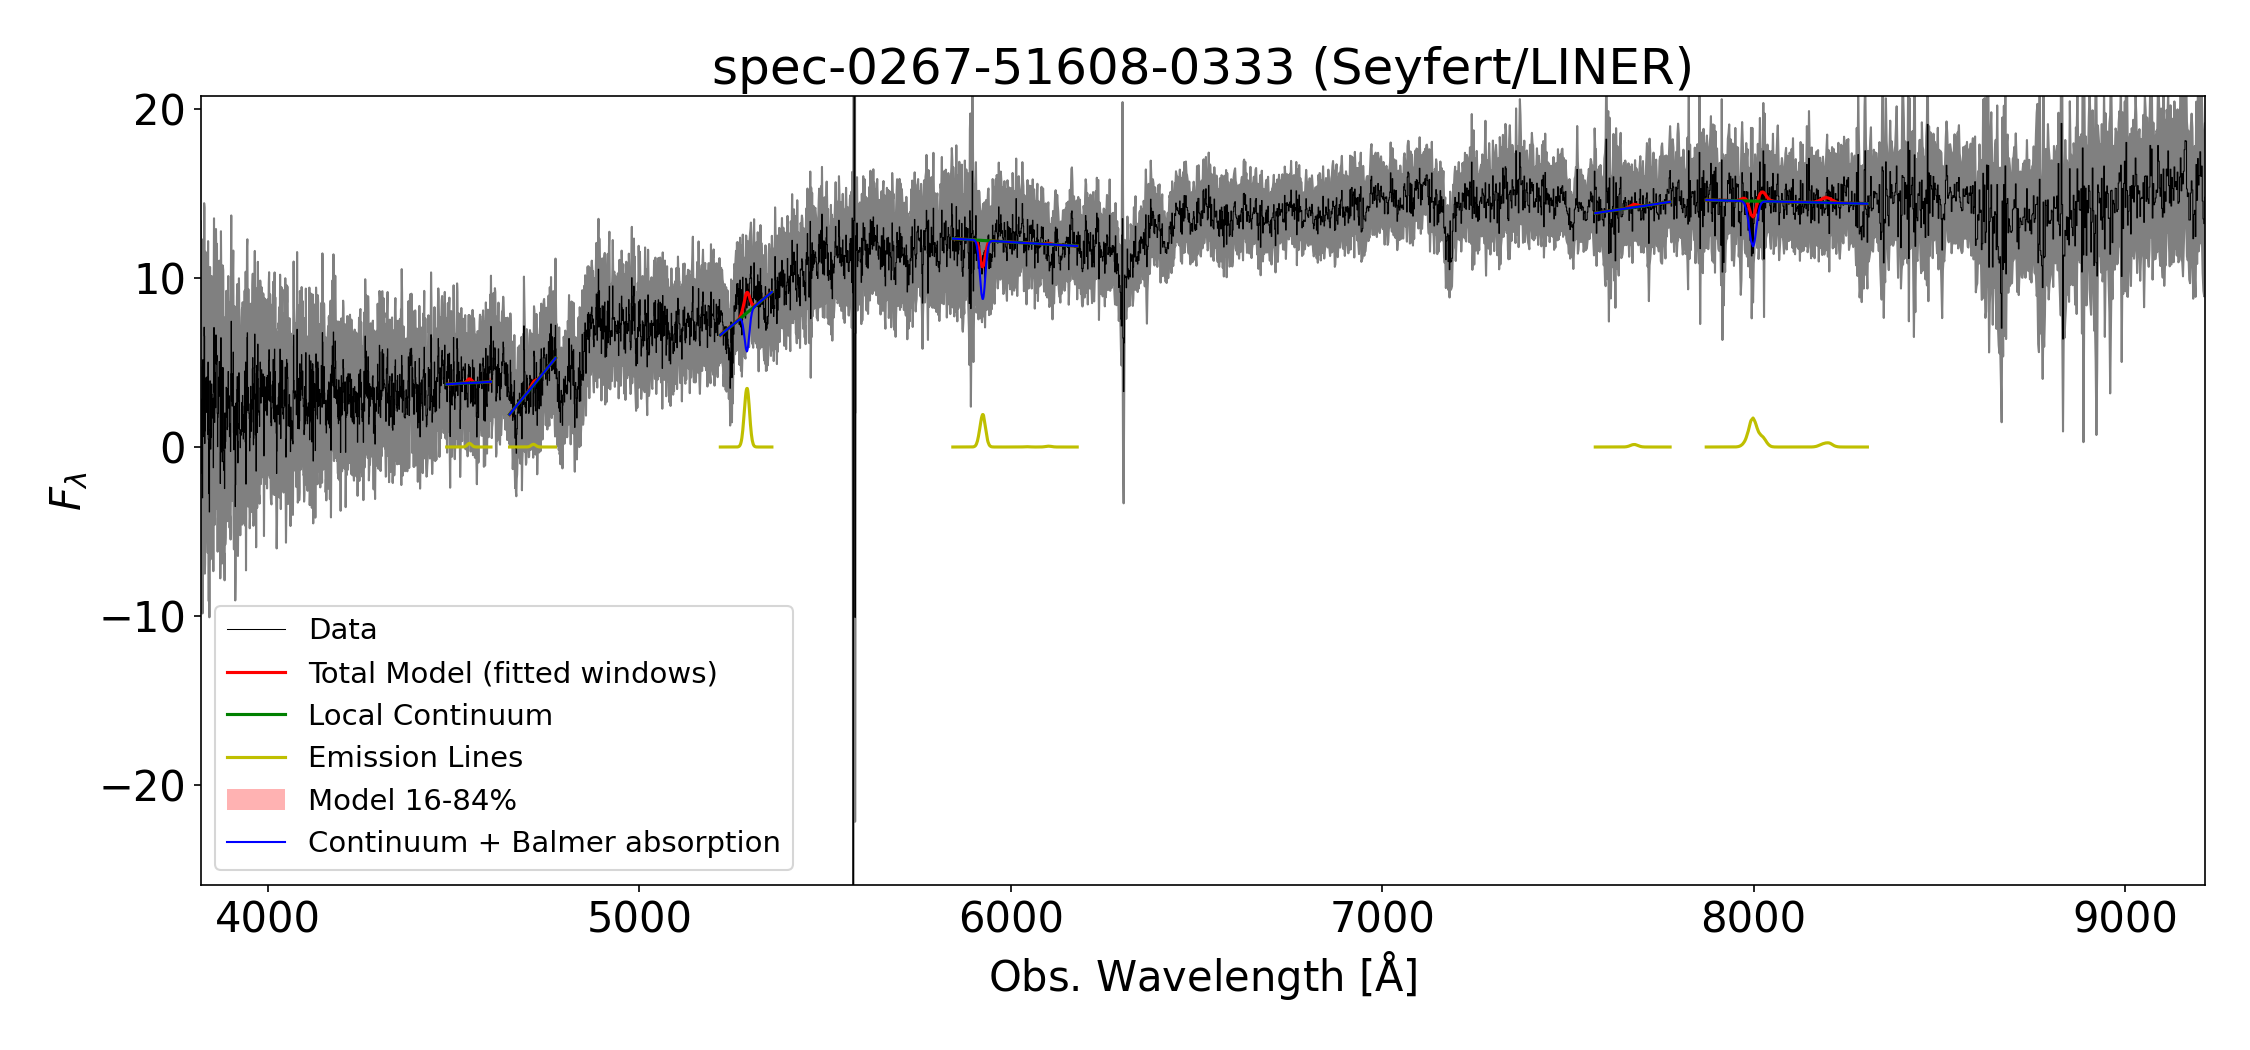 spec-0267-51608-0333 (Seyfert/LINER)
20
10
0
−10
−20
Fλ
Data
Total Model (fitted windows)
Local Continuum
Emission Lines
Model 16-84%
Continuum + Balmer absorption
4000 5000 6000 7000 8000 9000
Obs. Wavelength [Å]